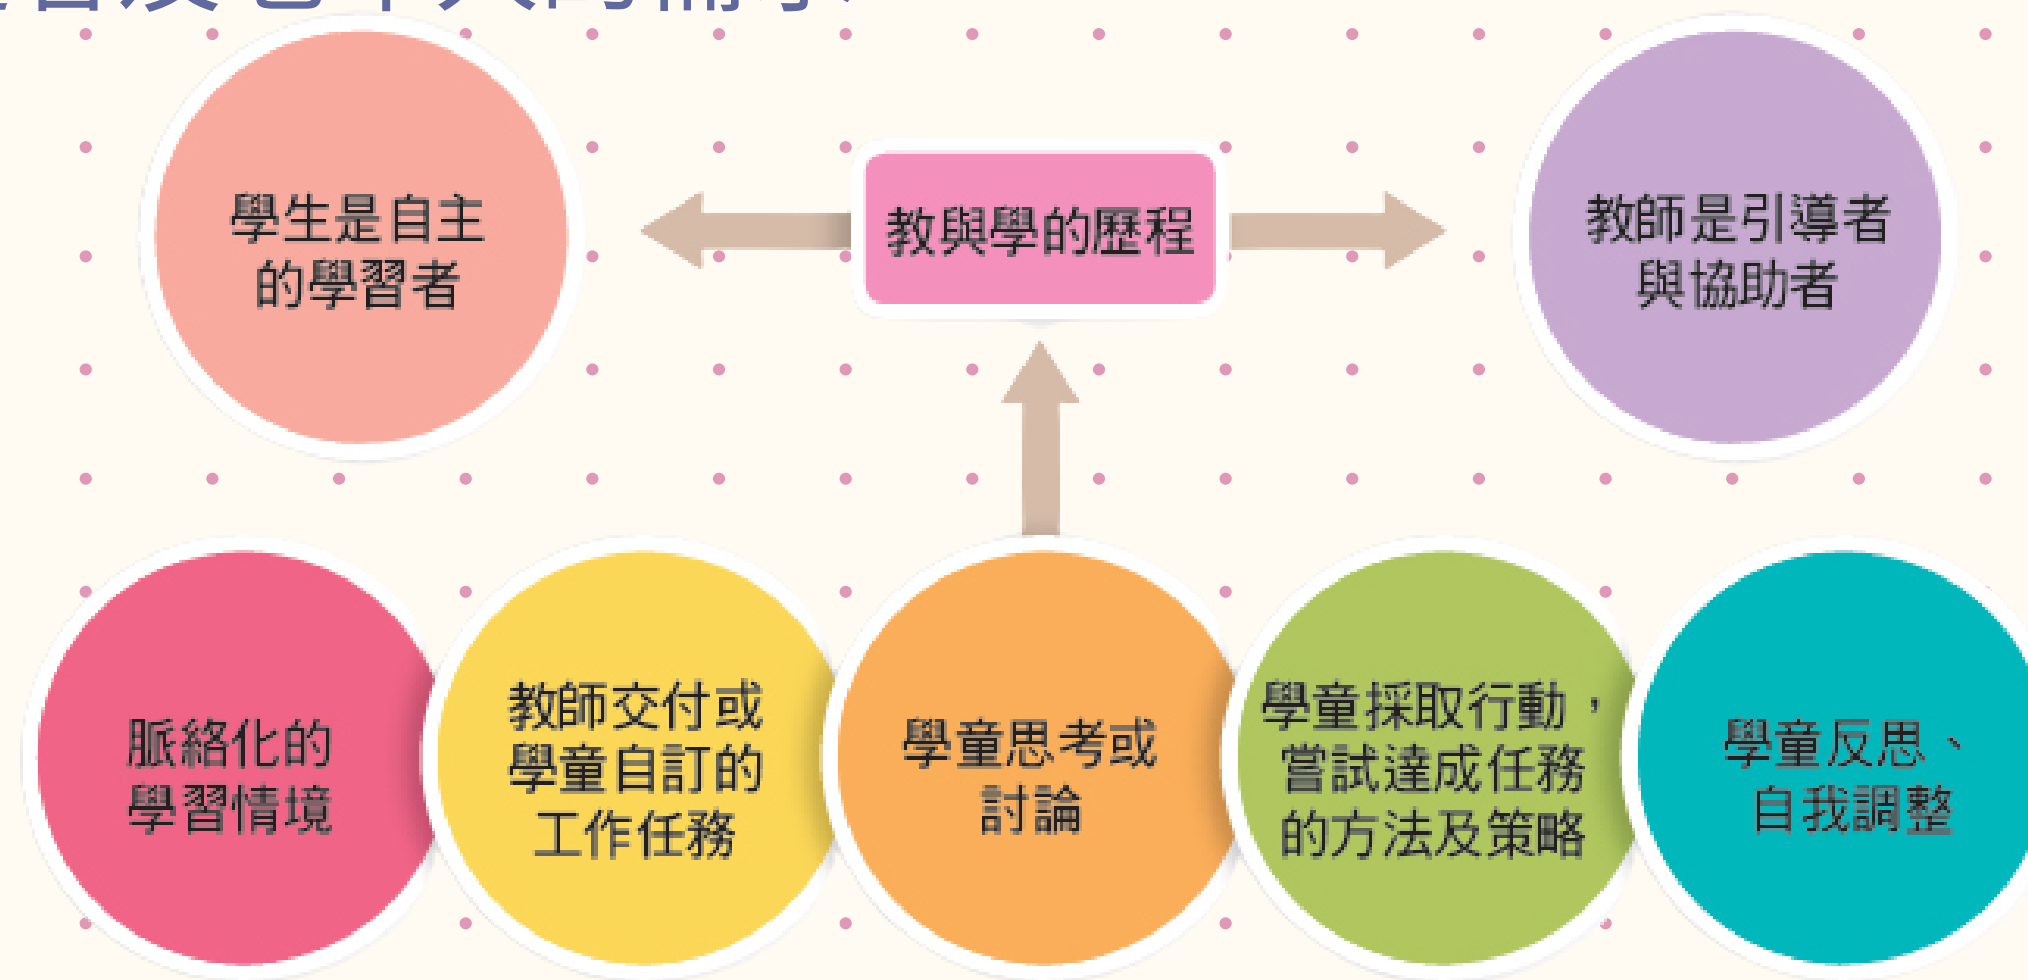 學生是自主
的學習者
教與學的歷程
教師是引導者
與協助者
脈絡化的
學習情境
教師交付或
學童自訂的
工作任務
學童思考或
討論
學童採取行動，
嘗試達成任務
的方法及策略
學童反思、
自我調整